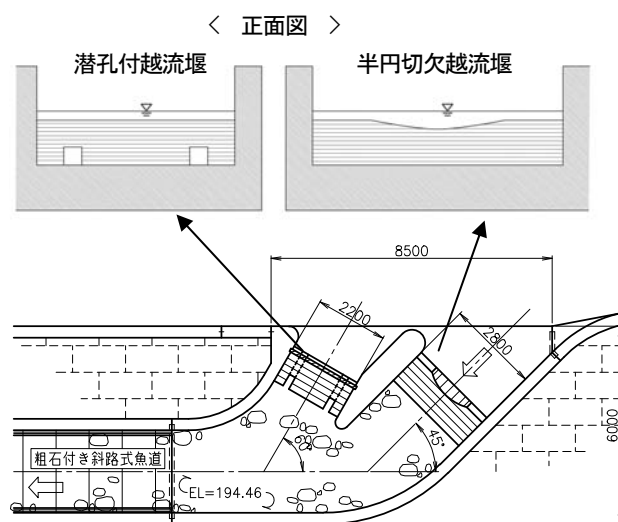 〈 正面図 〉
潜孔付越流堰
半円切欠越流堰
8500
2200
2800
6000
45°
粗石付き斜路式魚道
EL=194.46